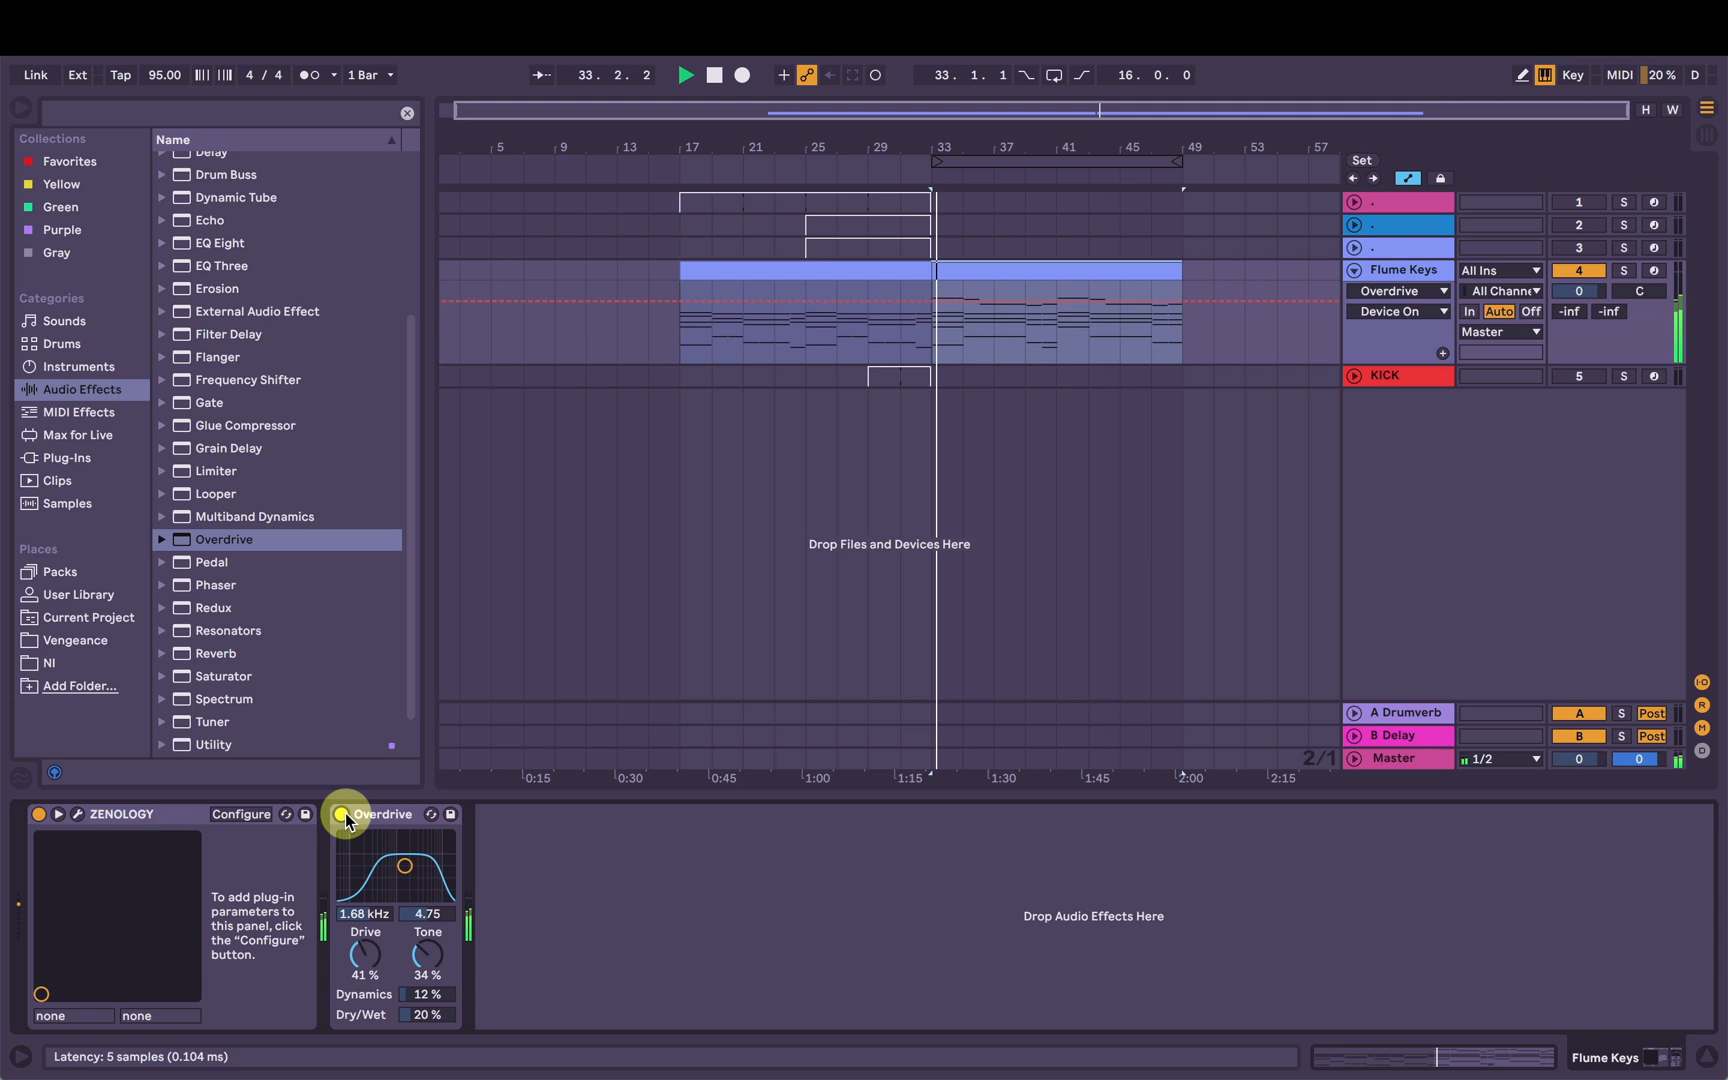 Link Ext Tap 95.00 4 / 4 1 Bar 33. 2. 2 33. 1. 1 16. 0. 0 Key MIDI 20 % D
H W
Collections
Favorites
Yellow
Green
Purple
Gray
Categories
Sounds
Drums
Instruments
Audio Effects
MIDI Effects
Max for Live
Plug-Ins
Clips
Samples
Places
Packs
User Library
Current Project
Vengeance
NI
Add Folder...
Name
Delay
Drum Buss
Dynamic Tube
Echo
EQ Eight
EQ Three
Erosion
External Audio Effect
Filter Delay
Flanger
Frequency Shifter
Gate
Glue Compressor
Grain Delay
Limiter
Looper
Multiband Dynamics
Overdrive
Pedal
Phaser
Redux
Resonators
Reverb
Saturator
Spectrum
Tuner
Utility
5 9 13 17 21 25 29 33 37 41 45 49 53 57
Set
. 1 S
. 2 S
. 3 S
Flume Keys All Ins 4 S
Overdrive All Channe 0 C
Device On In Auto Off -inf -inf
Master
KICK 5 S
Drop Files and Devices Here
A Drumverb A S Post
B Delay B S Post
2/1 Master 1/2 0 0
0:15 0:30 0:45 1:00 1:15 1:30 1:45 2:00 2:15
I·O
R
M
D
ZENOLOGY Configure
To add plug-in
parameters to
this panel, click
the “Configure”
button.
none none
Overdrive
1.68 kHz 4.75
Drive Tone
41 % 34 %
Dynamics 12 %
Dry/Wet 20 %
Drop Audio Effects Here
Latency: 5 samples (0.104 ms)
Flume Keys